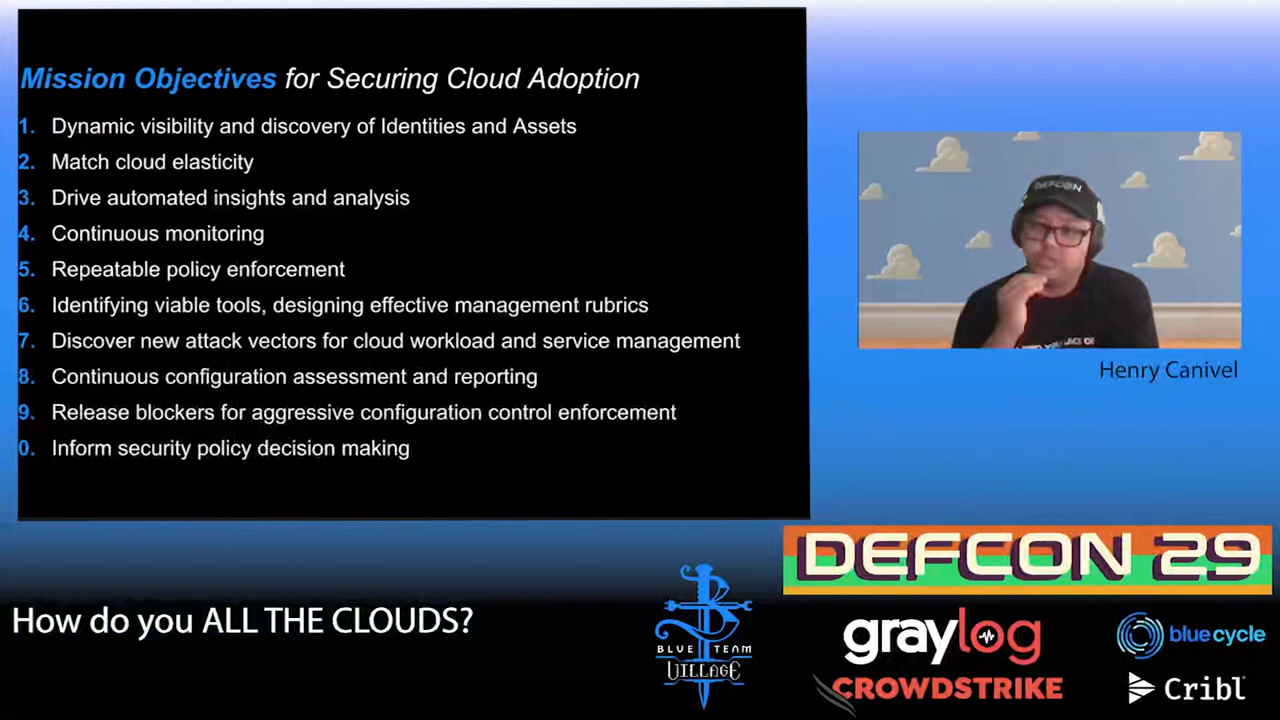 Mission Objectives for Securing Cloud Adoption
1. Dynamic visibility and discovery of Identities and Assets
2. Match cloud elasticity
3. Drive automated insights and analysis
4. Continuous monitoring
5. Repeatable policy enforcement
6. Identifying viable tools, designing effective management rubrics
7. Discover new attack vectors for cloud workload and service management
8. Continuous configuration assessment and reporting
9. Release blockers for aggressive configuration control enforcement
0. Inform security policy decision making
DEFCON
Henry Canivel
How do you ALL THE CLOUDS?
BLUE TEAM
VILLAGE
DEFCON 29
graylog
bluecycle
CROWDSTRIKE
Cribl